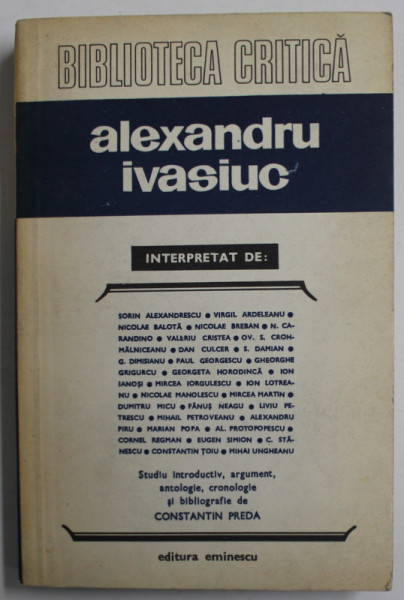 BIBLIOTECA CRITICĂ
alexandru
ivasiuc
INTERPRETAT DE:
SORIN ALEXANDRESCU ● VIRGIL ARDELEANU ●
NICOLAE BALOTĂ ● NICOLAE BREBAN ● N. CA-
RANDINO ● VALERIU CRISTEA ● OV. S. CROH-
MĂLNICEANU ● DAN CULCER ● S. DAMIAN ●
G. DIMISIANU ● PAUL GEORGESCU ● GHEORGHE
GRIGURCU ● GEORGETA HORODINCĂ ● ION
IANOȘI ● MIRCEA IORGULESCU ● ION LOTREA-
NU ● NICOLAE MANOLESCU ● MIRCEA MARTIN ●
DUMITRU MICU ● FĂNUȘ NEAGU ● LIVIU PE-
TRESCU ● MIHAIL PETROVEANU ● ALEXANDRU
PIRU ● MARIAN POPA ● AL. PROTOPOPESCU ●
CORNEL REGMAN ● EUGEN SIMION ● C. STĂ-
NESCU ● CONSTANTIN ȚOIU ● MIHAI UNGHEANU
Studiu introductiv, argument,
antologie, cronologie
și bibliografie de
CONSTANTIN PREDA
editura eminescu